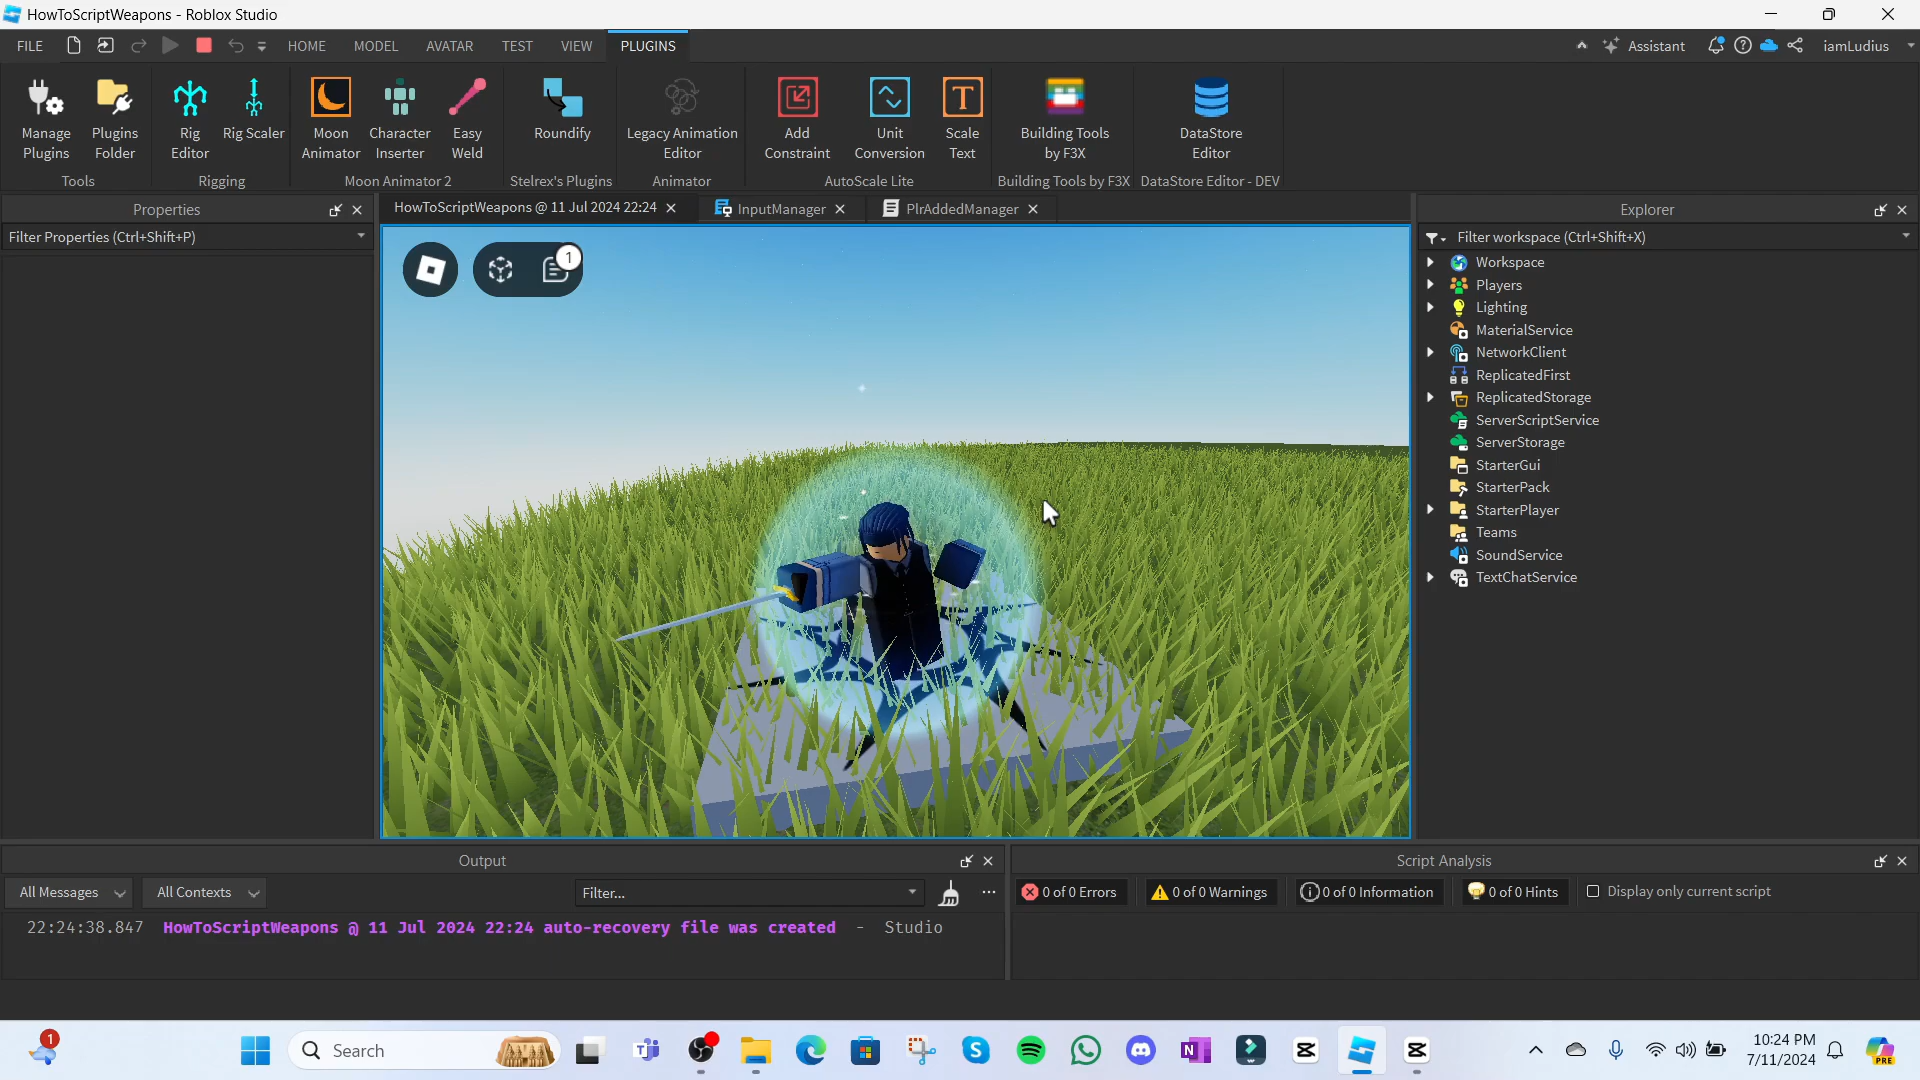 HowToScriptWeapons - Roblox Studio
FILE
HOME
MODEL
AVATAR
TEST
VIEW
PLUGINS
Assistant
iamLudius
Manage
Plugins
Plugins
Folder
Tools
Rig
Editor
Rig Scaler
Rigging
Moon
Animator
Character
Inserter
Easy
Weld
Moon Animator 2
Roundify
Stelrex's Plugins
Legacy Animation
Editor
Animator
Add
Constraint
Unit
Conversion
Scale
Text
AutoScale Lite
Building Tools
by F3X
Building Tools by F3X
DataStore
Editor
DataStore Editor - DEV
Properties
Filter Properties (Ctrl+Shift+P)
HowToScriptWeapons @ 11 Jul 2024 22:24
InputManager
PlrAddedManager
1
Explorer
Filter workspace (Ctrl+Shift+X)
Workspace
Players
Lighting
MaterialService
NetworkClient
ReplicatedFirst
ReplicatedStorage
ServerScriptService
ServerStorage
StarterGui
StarterPack
StarterPlayer
Teams
SoundService
TextChatService
Output
All Messages
All Contexts
Filter...
22:24:38.847 HowToScriptWeapons @ 11 Jul 2024 22:24 auto-recovery file was created - Studio
Script Analysis
0 of 0 Errors
0 of 0 Warnings
0 of 0 Information
0 of 0 Hints
Display only current script
1
Search
10:24 PM
7/11/2024
PRE